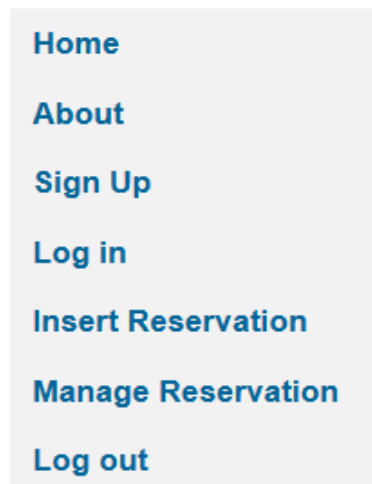 Home
About
Sign Up
Log in
Insert Reservation
Manage Reservation
Log out